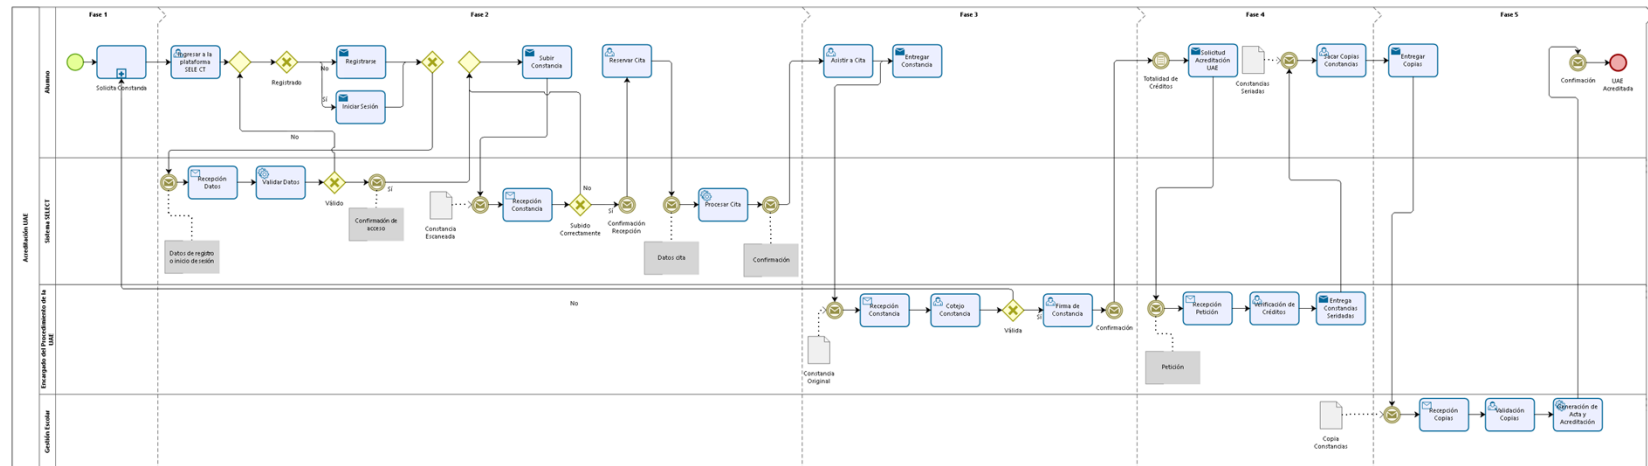 Fase 1
Fase 2
Fase 3
Fase 4
Fase 5
Acreditación UAE
Alumno
Solicita Constancia
Ingresar a la
plataforma
SELE CT
Registrado
No
Sí
Registrarse
Iniciar Sesión
Subir
Constancia
Reservar Cita
Asistir a Cita
Entregar
Constancia
Totalidad de
Créditos
Solicitud
Acreditación
UAE
Constancias
Seriadas
Sacar Copias
Constancias
Entregar
Copias
Confimación
UAE
Acreditada
No
Sistema SELECT
Recepción
Datos
Validar Datos
Válido
Sí
Confirmación de
acceso
Datos de registro
o inicio de sesión
Constancia
Escaneada
Recepción
Constancia
No
Subido
Correctamente
Sí
Confirmación
Recepción
Datos cita
Procesar Cita
Confirmación
Encargado del Procedimiento de la
UAE
No
Constancia
Original
Recepción
Constancia
Cotejo
Constancia
Válida
Sí
Firma de
Constancia
Confirmación
Petición
Recepción
Petición
Verificación de
Créditos
Entrega
Constancias
Seriadas
Gestión Escolar
Copia
Constancias
Recepción
Copias
Validación
Copias
Generación de
Acta y
Acreditación